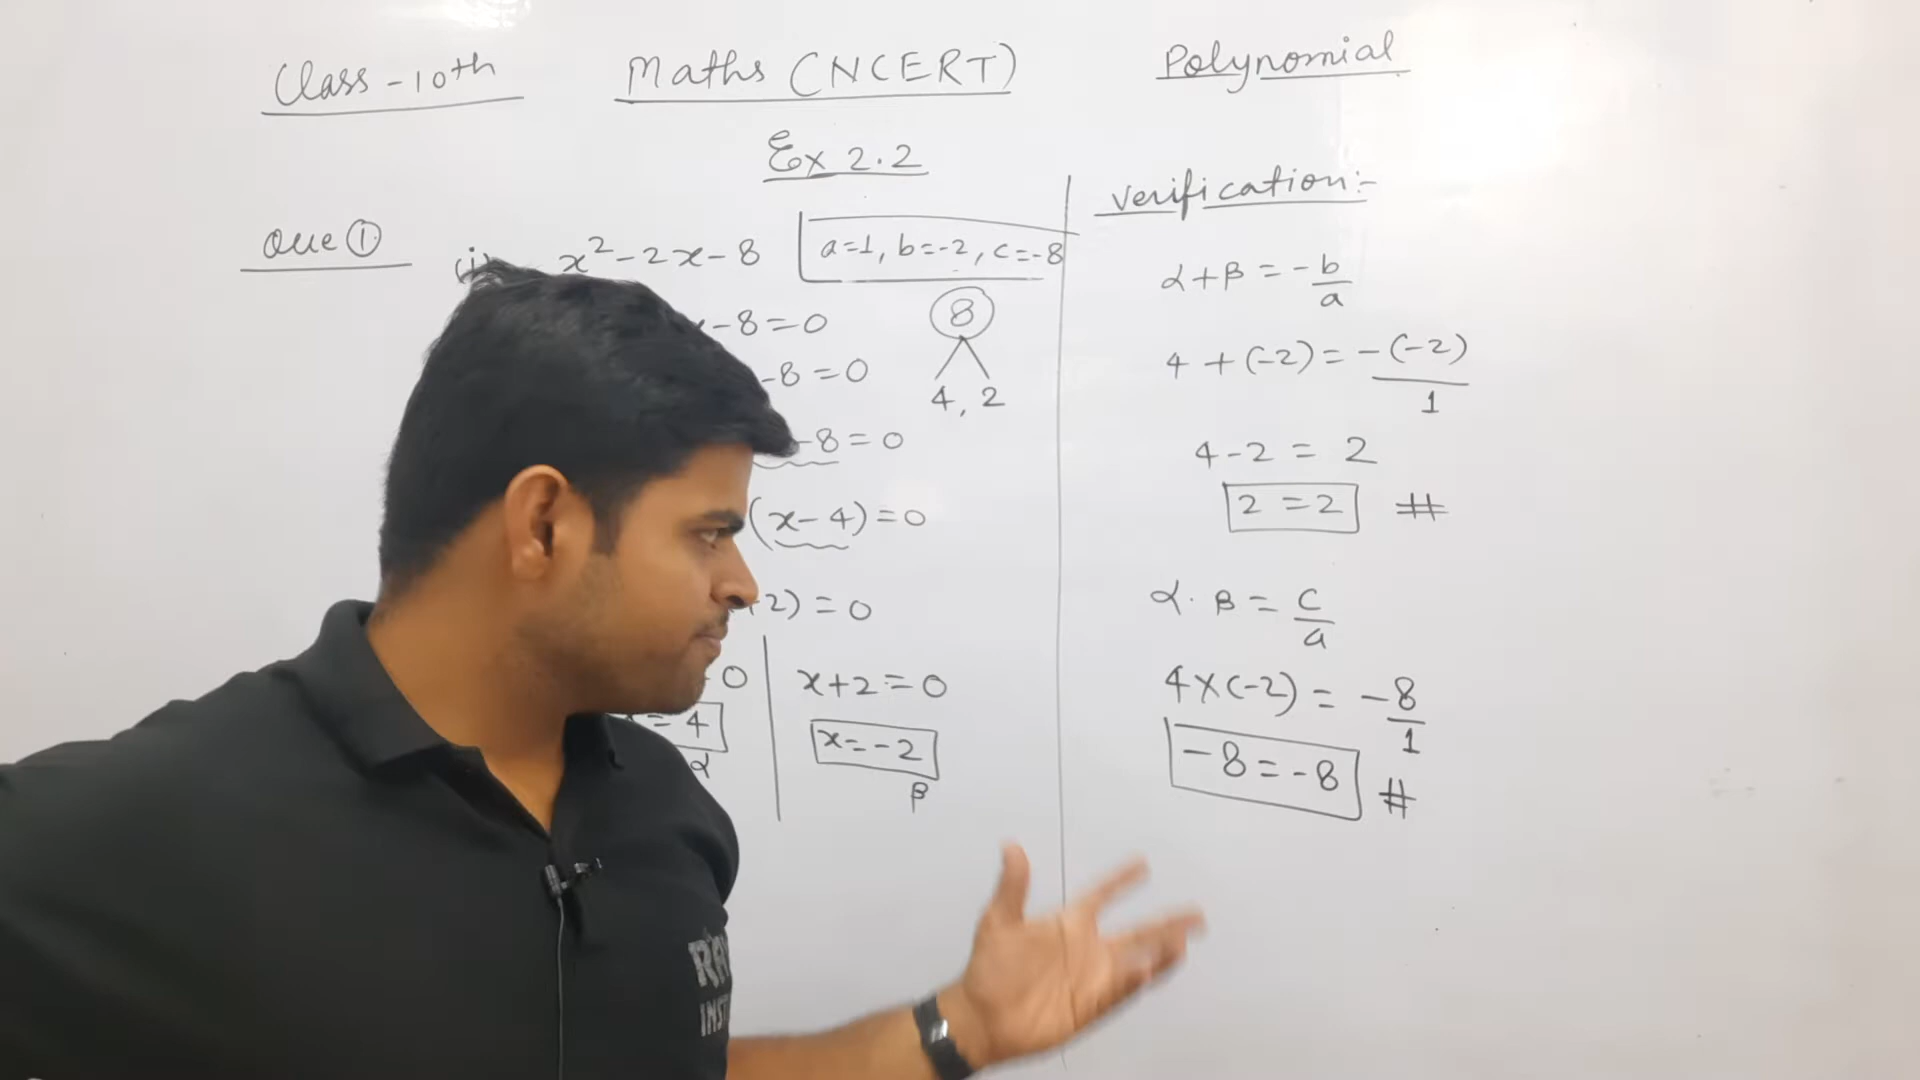 Class-10th Maths (NCERT) Polynomial
Ex 2.2
Que ① (i) x²-2x-8 a=1, b=-2, c=-8
-8=0
-8=0
-8=0
(x-4)=0
2)=0
0
x=4
α
x+2=0
x=-2
β
8
4, 2
Verification:-
α+β = -b/a
4+(-2) = -(-2)/1
4-2 = 2
2=2 #
α.β = c/a
4×(-2) = -8/1
-8=-8 #